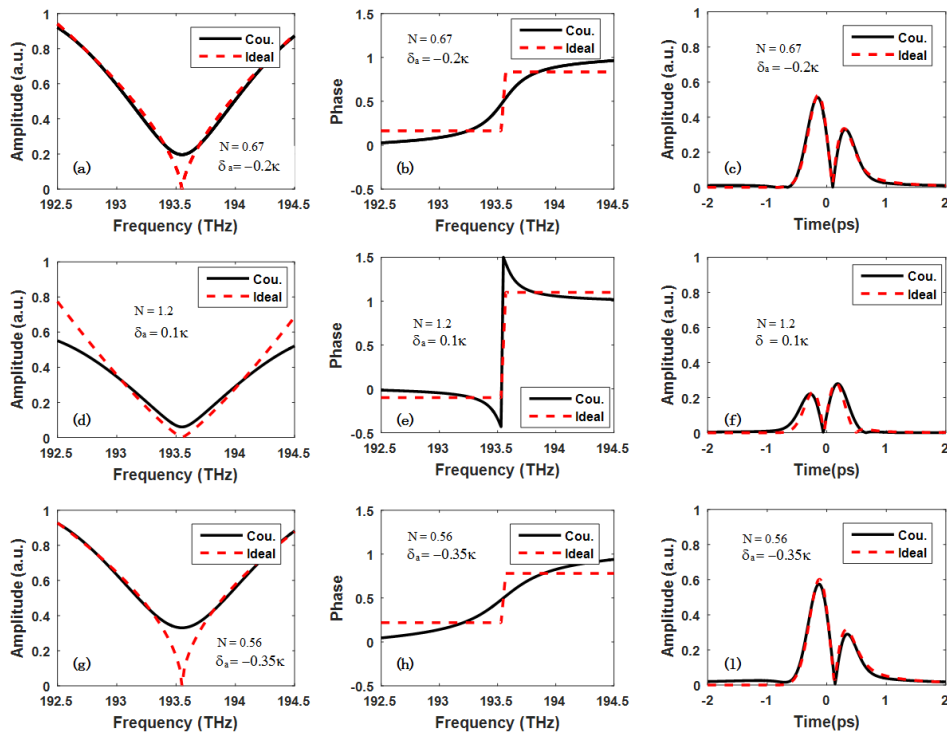 1
0.8
0.6
0.4
0.2
0
Amplitude (a.u.)
Cou.
Ideal
(a)
N = 0.67
δa = −0.2κ
192.5 193 193.5 194 194.5
Frequency (THz)
1.5
1
0.5
0
-0.5
Phase
N = 0.67
δa = −0.2κ
Cou.
Ideal
(b)
192.5 193 193.5 194 194.5
Frequency (THz)
1
0.8
0.6
0.4
0.2
0
Amplitude (a.u.)
N = 0.67
δa = −0.2κ
Cou.
Ideal
(c)
-2 -1 0 1 2
Time(ps)
1
0.8
0.6
0.4
0.2
0
Amplitude (a.u.)
N = 1.2
δa = 0.1κ
Cou.
Ideal
(d)
192.5 193 193.5 194 194.5
Frequency (THz)
1.5
1
0.5
0
-0.5
Phase
N = 1.2
δa = 0.1κ
Cou.
Ideal
(e)
192.5 193 193.5 194 194.5
Frequency (THz)
1
0.8
0.6
0.4
0.2
0
Amplitude (a.u.)
N = 1.2
δ = 0.1κ
Cou.
Ideal
(f)
-2 -1 0 1 2
Time(ps)
1
0.8
0.6
0.4
0.2
0
Amplitude (a.u.)
Cou.
Ideal
(g)
N = 0.56
δa = −0.35κ
192.5 193 193.5 194 194.5
Frequency (THz)
1.5
1
0.5
0
-0.5
Phase
N = 0.56
δa = −0.35κ
Cou.
Ideal
(h)
192.5 193 193.5 194 194.5
Frequency (THz)
1
0.8
0.6
0.4
0.2
0
Amplitude (a.u.)
N = 0.56
δa = −0.35κ
Cou.
Ideal
(l)
-2 -1 0 1 2
Time(ps)